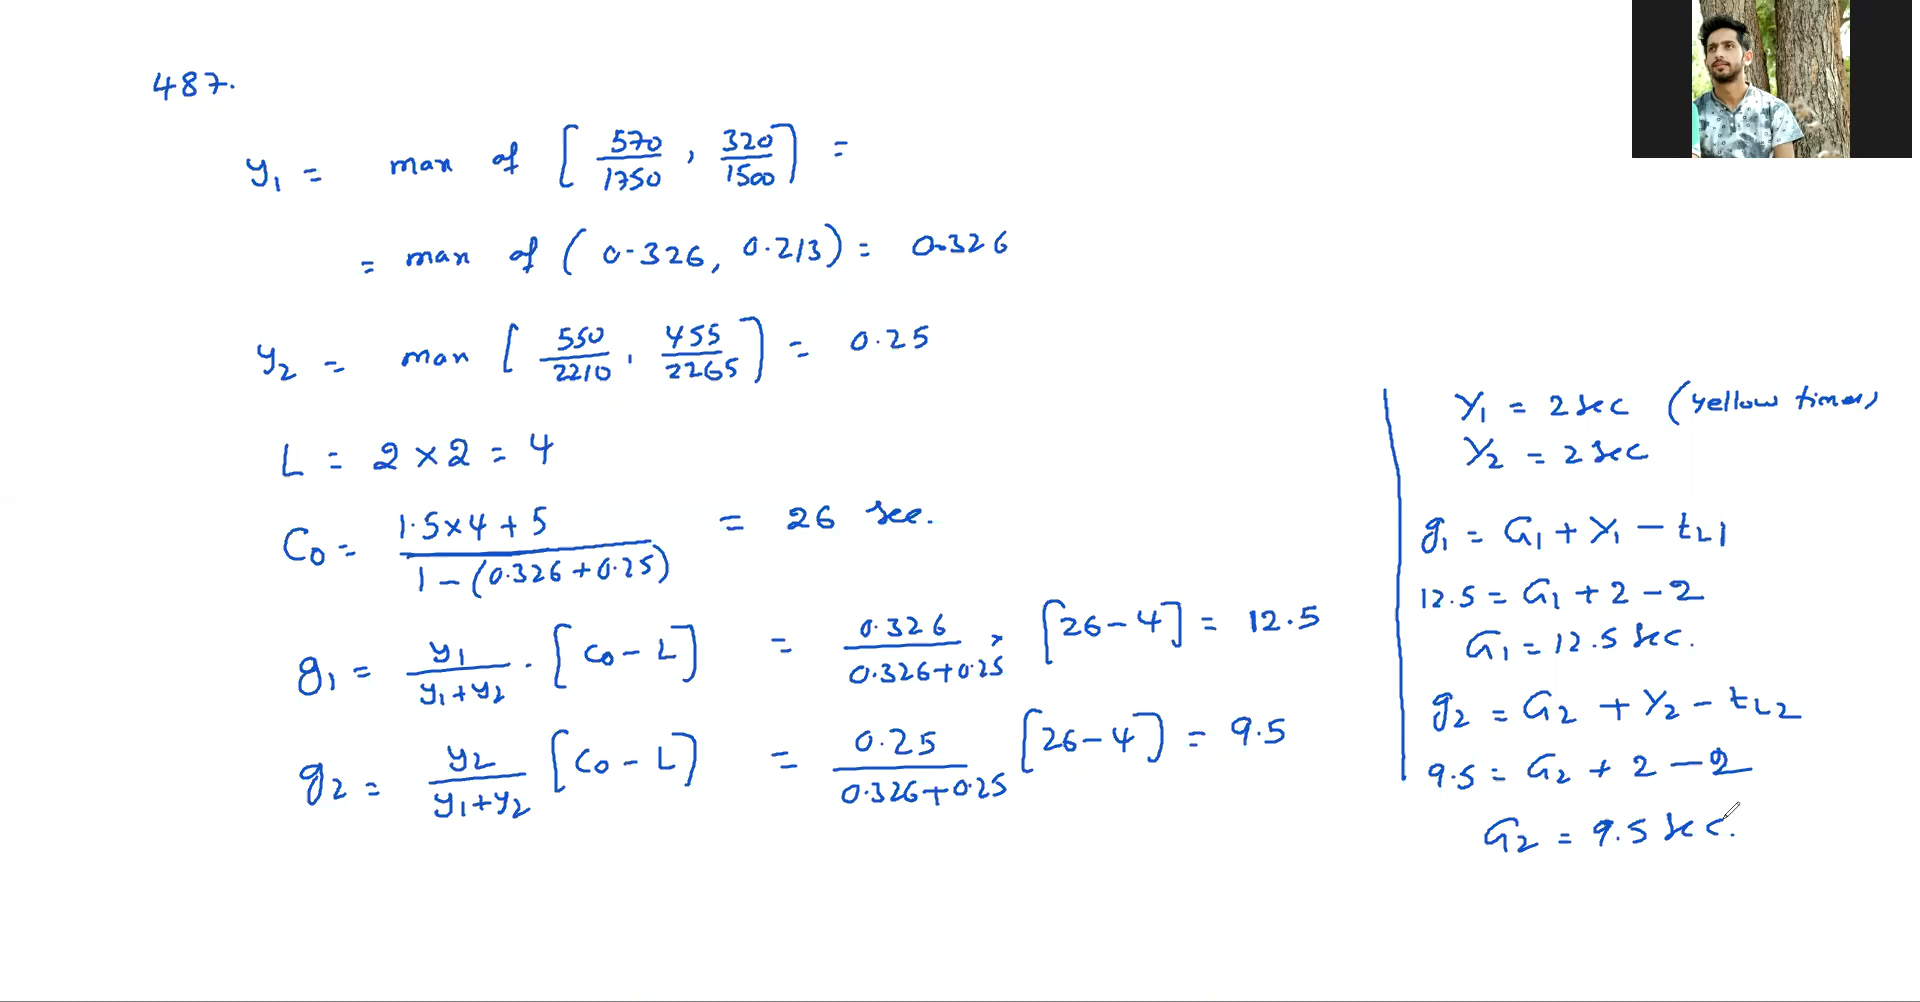 487.
y₁ = max of [ 570/1750 , 320/1500 ] =
= max of ( 0.326, 0.213) = 0.326
y₂ = max [ 550/2210 , 455/2265 ] = 0.25
L = 2 × 2 = 4
C₀ = 1.5×4 + 5 / 1 - (0.326 + 0.25) = 26 sec.
g₁ = y₁/y₁+y₂ · [C₀ - L] = 0.326/0.326+0.25 × [26 - 4] = 12.5
g₂ = y₂/y₁+y₂ [C₀ - L] = 0.25/0.326+0.25 [26 - 4] = 9.5
Y₁ = 2 sec (yellow times)
Y₂ = 2 sec
g₁ = G₁ + Y₁ - tL1
12.5 = G₁ + 2 - 2
G₁ = 12.5 sec.
g₂ = G₂ + Y₂ - tL2
9.5 = G₂ + 2 - 2
G₂ = 9.5 sec.